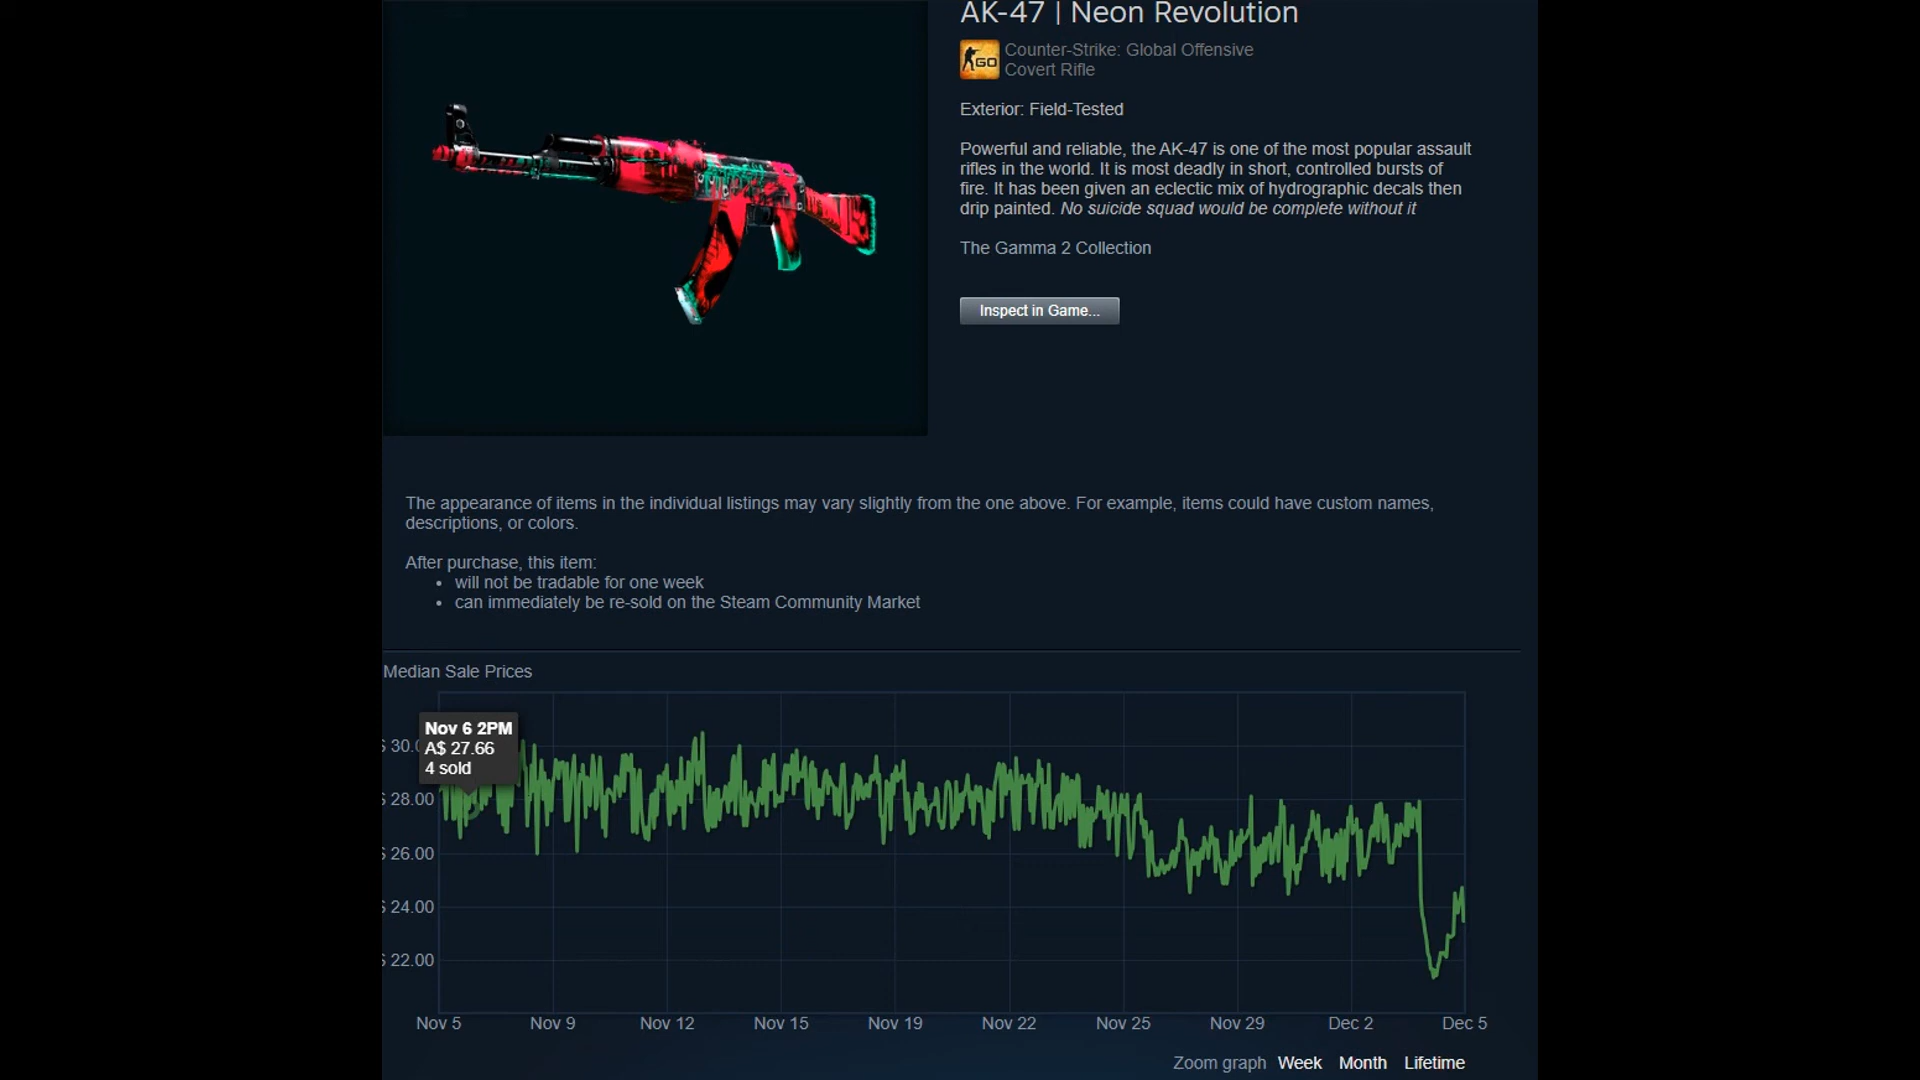 AK-47 | Neon Revolution
GO
Counter-Strike: Global Offensive
Covert Rifle
Exterior: Field-Tested
Powerful and reliable, the AK-47 is one of the most popular assault
rifles in the world. It is most deadly in short, controlled bursts of
fire. It has been given an eclectic mix of hydrographic decals then
drip painted. No suicide squad would be complete without it
The Gamma 2 Collection
Inspect in Game...
The appearance of items in the individual listings may vary slightly from the one above. For example, items could have custom names,
descriptions, or colors.
After purchase, this item:
• will not be tradable for one week
• can immediately be re-sold on the Steam Community Market
Median Sale Prices
Nov 6 2PM
A$ 27.66
4 sold
$ 30.0
$ 28.00
$ 26.00
$ 24.00
$ 22.00
Nov 5 Nov 9 Nov 12 Nov 15 Nov 19 Nov 22 Nov 25 Nov 29 Dec 2 Dec 5
Zoom graph Week Month Lifetime